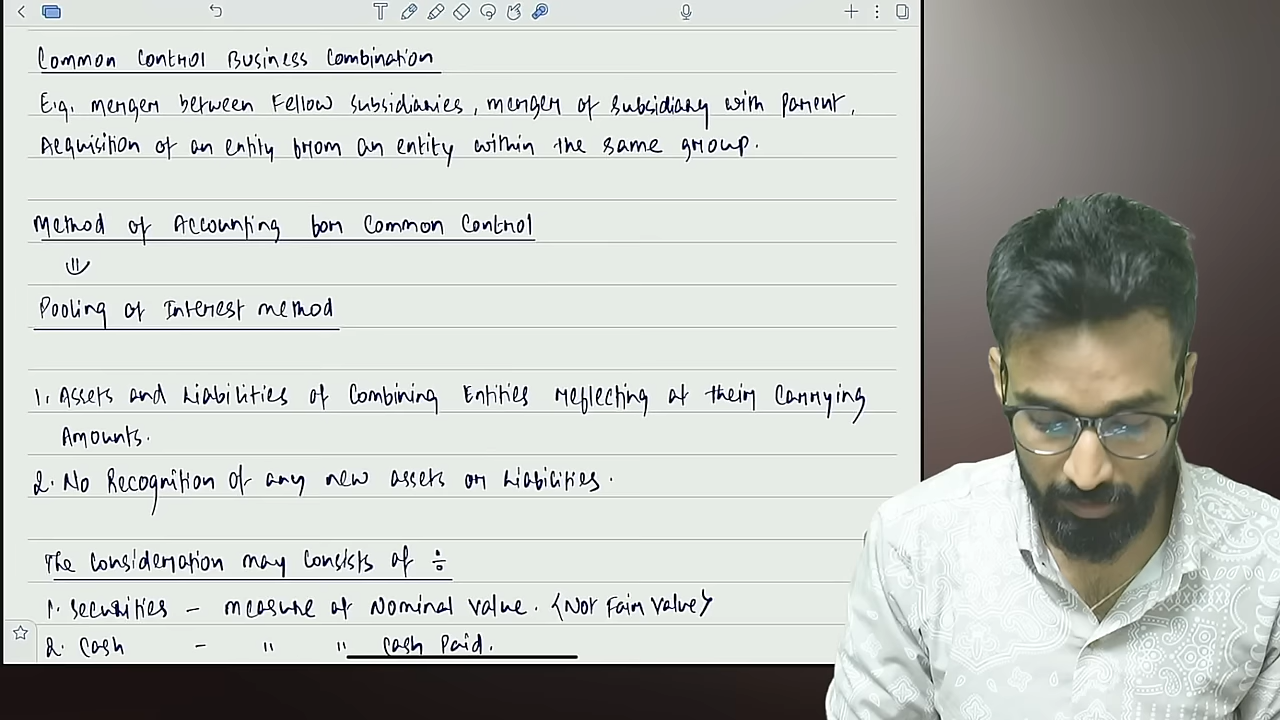 Common Control Business Combination
E.g. merger between Fellow subsidiaries, merger of subsidiary with parent,
Acquisition of an entity from an entity within the same group.
Method of Accounting for Common Control
Pooling of Interest method
1. Assets and Liabilities of Combining Entities reflecting at their Carrying
Amounts.
2. No Recognition of any new assets or Liabilities.
The consideration may consists of ÷
1. Securities - measure at Nominal value. {Not Fair Value}
2. Cash - " " Cash Paid.